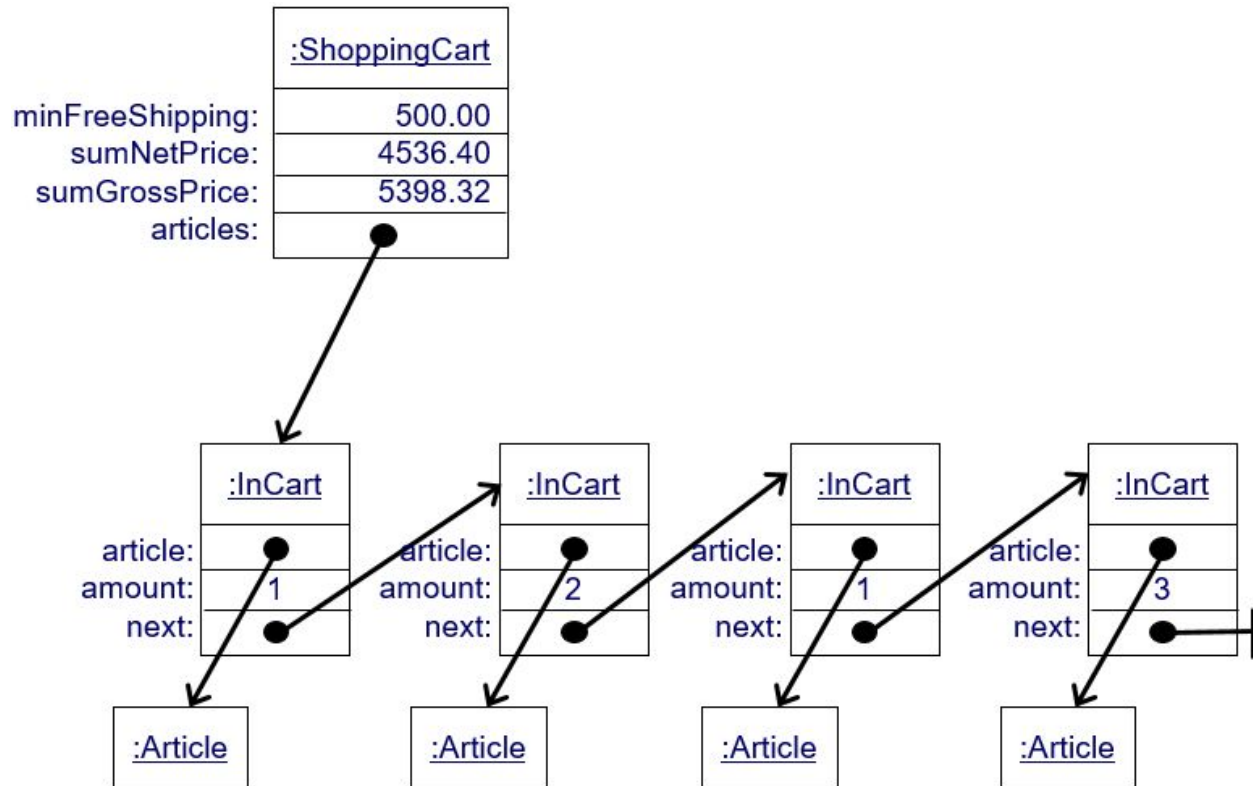 :ShoppingCart
minFreeShipping: 500.00
sumNetPrice: 4536.40
sumGrossPrice: 5398.32
articles:
:InCart :InCart :InCart :InCart
article: article: article: article:
amount: 1 amount: 2 amount: 1 amount: 3
next: next: next: next:
:Article :Article :Article :Article